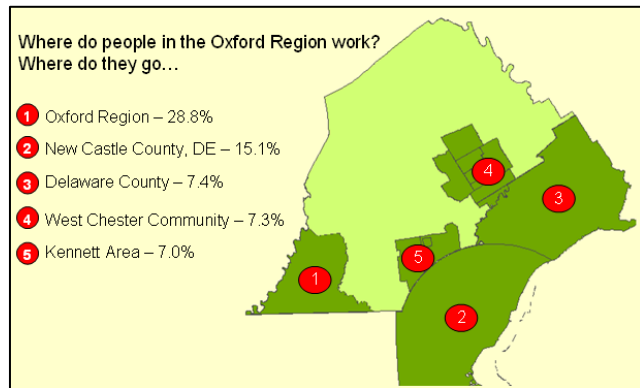 Where do people in the Oxford Region work?
Where do they go…
1 Oxford Region – 28.8%
2 New Castle County, DE – 15.1%
3 Delaware County – 7.4%
4 West Chester Community – 7.3%
5 Kennett Area – 7.0%
4
3
5
1
2